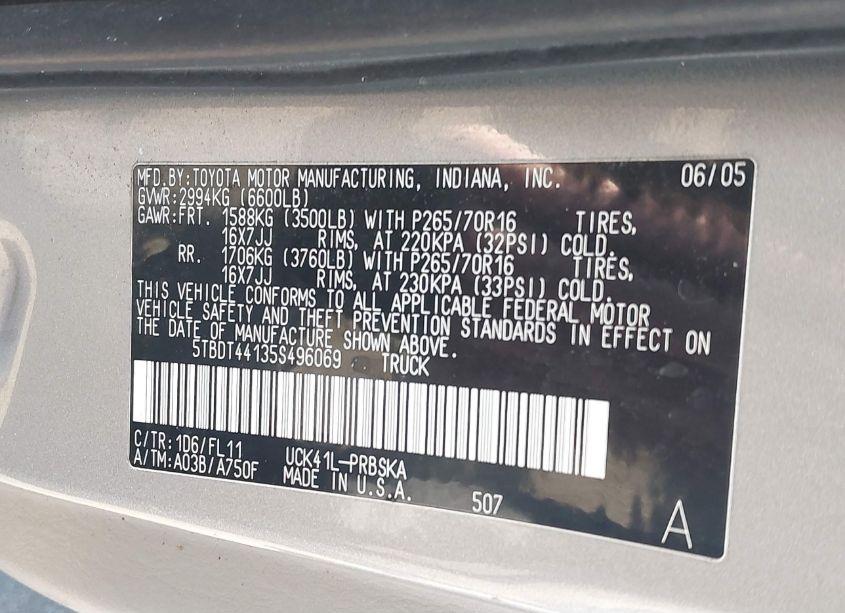 MFD. BY: TOYOTA MOTOR MANUFACTURING, INDIANA, INC. 06/05
GVWR: 2994KG (6600LB)
GAWR: FRT. 1588KG (3500LB) WITH P265/70R16 TIRES,
16X7JJ RIMS, AT 220KPA (32PSI) COLD.
RR. 1706KG (3760LB) WITH P265/70R16 TIRES,
16X7JJ RIMS, AT 230KPA (33PSI) COLD.
THIS VEHICLE CONFORMS TO ALL APPLICABLE FEDERAL MOTOR
VEHICLE SAFETY AND THEFT PREVENTION STANDARDS IN EFFECT ON
THE DATE OF MANUFACTURE SHOWN ABOVE.
5TBDT44135S496069 TRUCK
C/TR: 1D6/FL11 UCK41L-PRBSKA
A/TM: A03B/A750F MADE IN U.S.A.
507
A